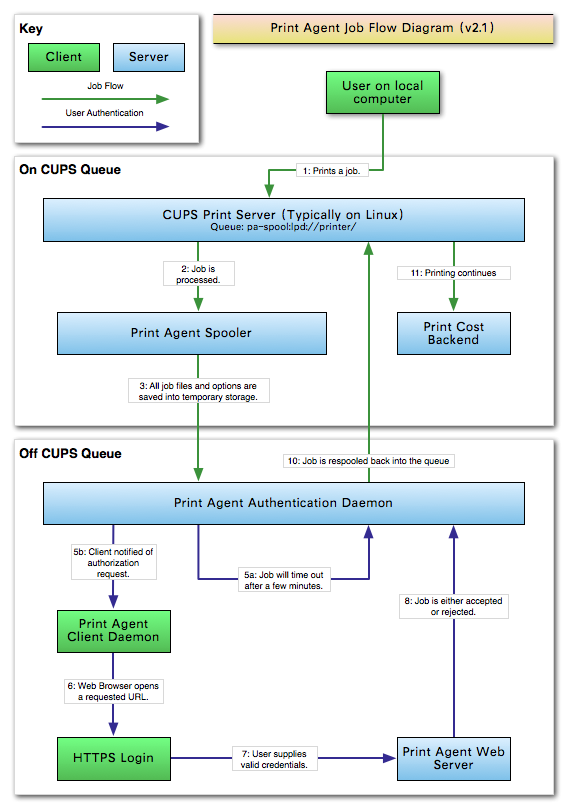 Print Agent Job Flow Diagram (v2.1)
Key
Client
Server
Job Flow
User Authentication
User on local
computer
On CUPS Queue
1: Prints a job.
CUPS Print Server (Typically on Linux)
Queue: pa-spool:lpd://printer/
2: Job is
processed.
11: Printing continues
Print Agent Spooler
Print Cost
Backend
3: All job files and options are
saved into temporary storage.
Off CUPS Queue
10: Job is respooled back into the queue
Print Agent Authentication Daemon
5b: Client notified of
authorization
request.
5a: Job will time out
after a few minutes.
8: Job is either accepted
or rejected.
Print Agent
Client Daemon
6: Web Browser opens
a requested URL.
HTTPS Login
7: User supplies
valid credentials.
Print Agent Web
Server